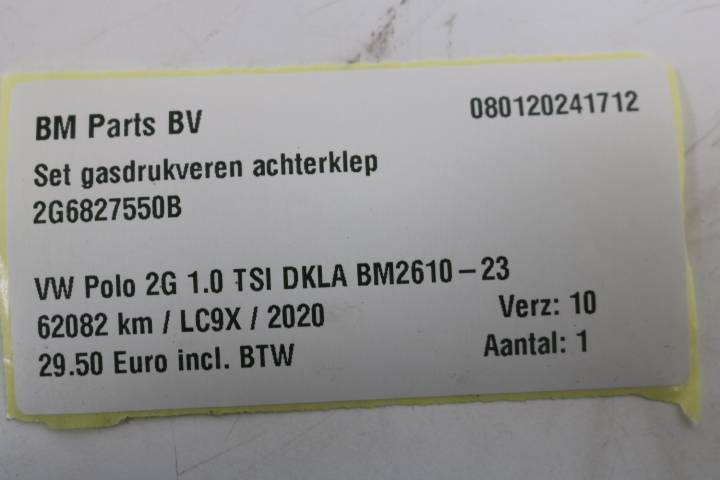 BM Parts BV 080120241712
Set gasdrukveren achterklep
2G6827550B
VW Polo 2G 1.0 TSI DKLA BM2610-23
62082 km / LC9X / 2020 Verz: 10
29.50 Euro incl. BTW Aantal: 1